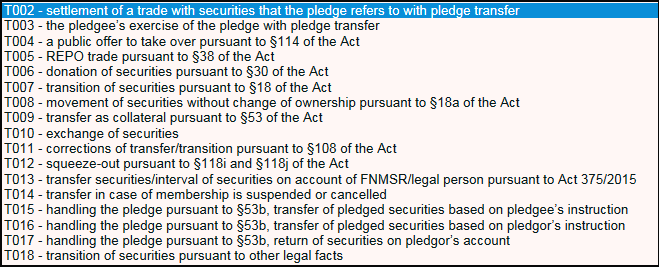 T002 - settlement of a trade with securities that the pledge refers to with pledge transfer
T003 - the pledgee's exercise of the pledge with pledge transfer
T004 - a public offer to take over pursuant to §114 of the Act
T005 - REPO trade pursuant to §38 of the Act
T006 - donation of securities pursuant to §30 of the Act
T007 - transition of securities pursuant to §18 of the Act
T008 - movement of securities without change of ownership pursuant to §18a of the Act
T009 - transfer as collateral pursuant to §53 of the Act
T010 - exchange of securities
T011 - corrections of transfer/transition pursuant to §108 of the Act
T012 - squeeze-out pursuant to §118i and §118j of the Act
T013 - transfer securities/interval of securities on account of FNMSR/legal person pursuant to Act 375/2015
T014 - transfer in case of membership is suspended or cancelled
T015 - handling the pledge pursuant to §53b, transfer of pledged securities based on pledgee's instruction
T016 - handling the pledge pursuant to §53b, transfer of pledged securities based on pledgor's instruction
T017 - handling the pledge pursuant to §53b, return of securities on pledgor's account
T018 - transition of securities pursuant to other legal facts